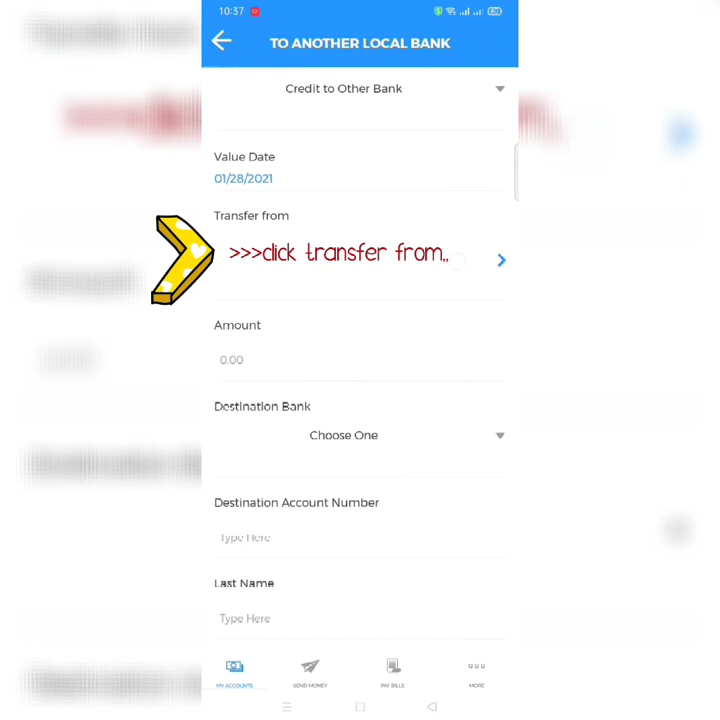 10:37
TO ANOTHER LOCAL BANK
Credit to Other Bank
Value Date
01/28/2021
Transfer from
>>>click transfer from,,
Amount
0.00
Destination Bank
Choose One
Destination Account Number
Type Here
Last Name
Type Here
MY ACCOUNTS SEND MONEY PAY BILLS MORE